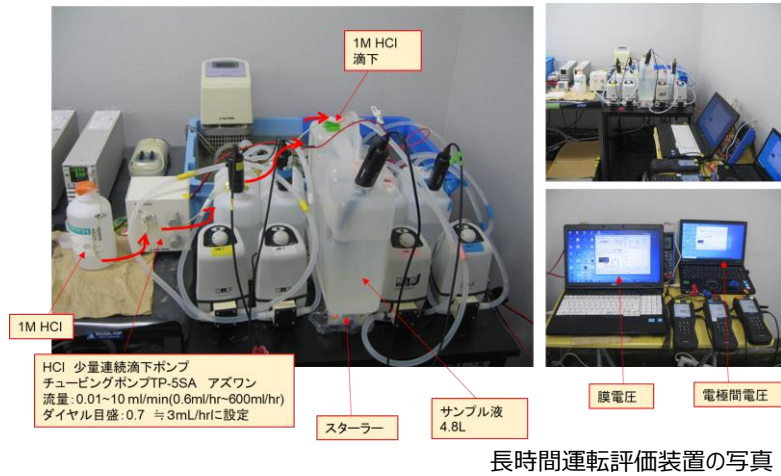 1M HCl
滴下
1M HCl
HCl 少量連続滴下ポンプ
チュービングポンプTP-5SA アズワン
流量：0.01~10 ml/min(0.6ml/hr~600ml/hr)
ダイヤル目盛：0.7 ≒3mL/hrに設定
スターラー
サンプル液
4.8L
膜電圧
電極間電圧
長時間運転評価装置の写真